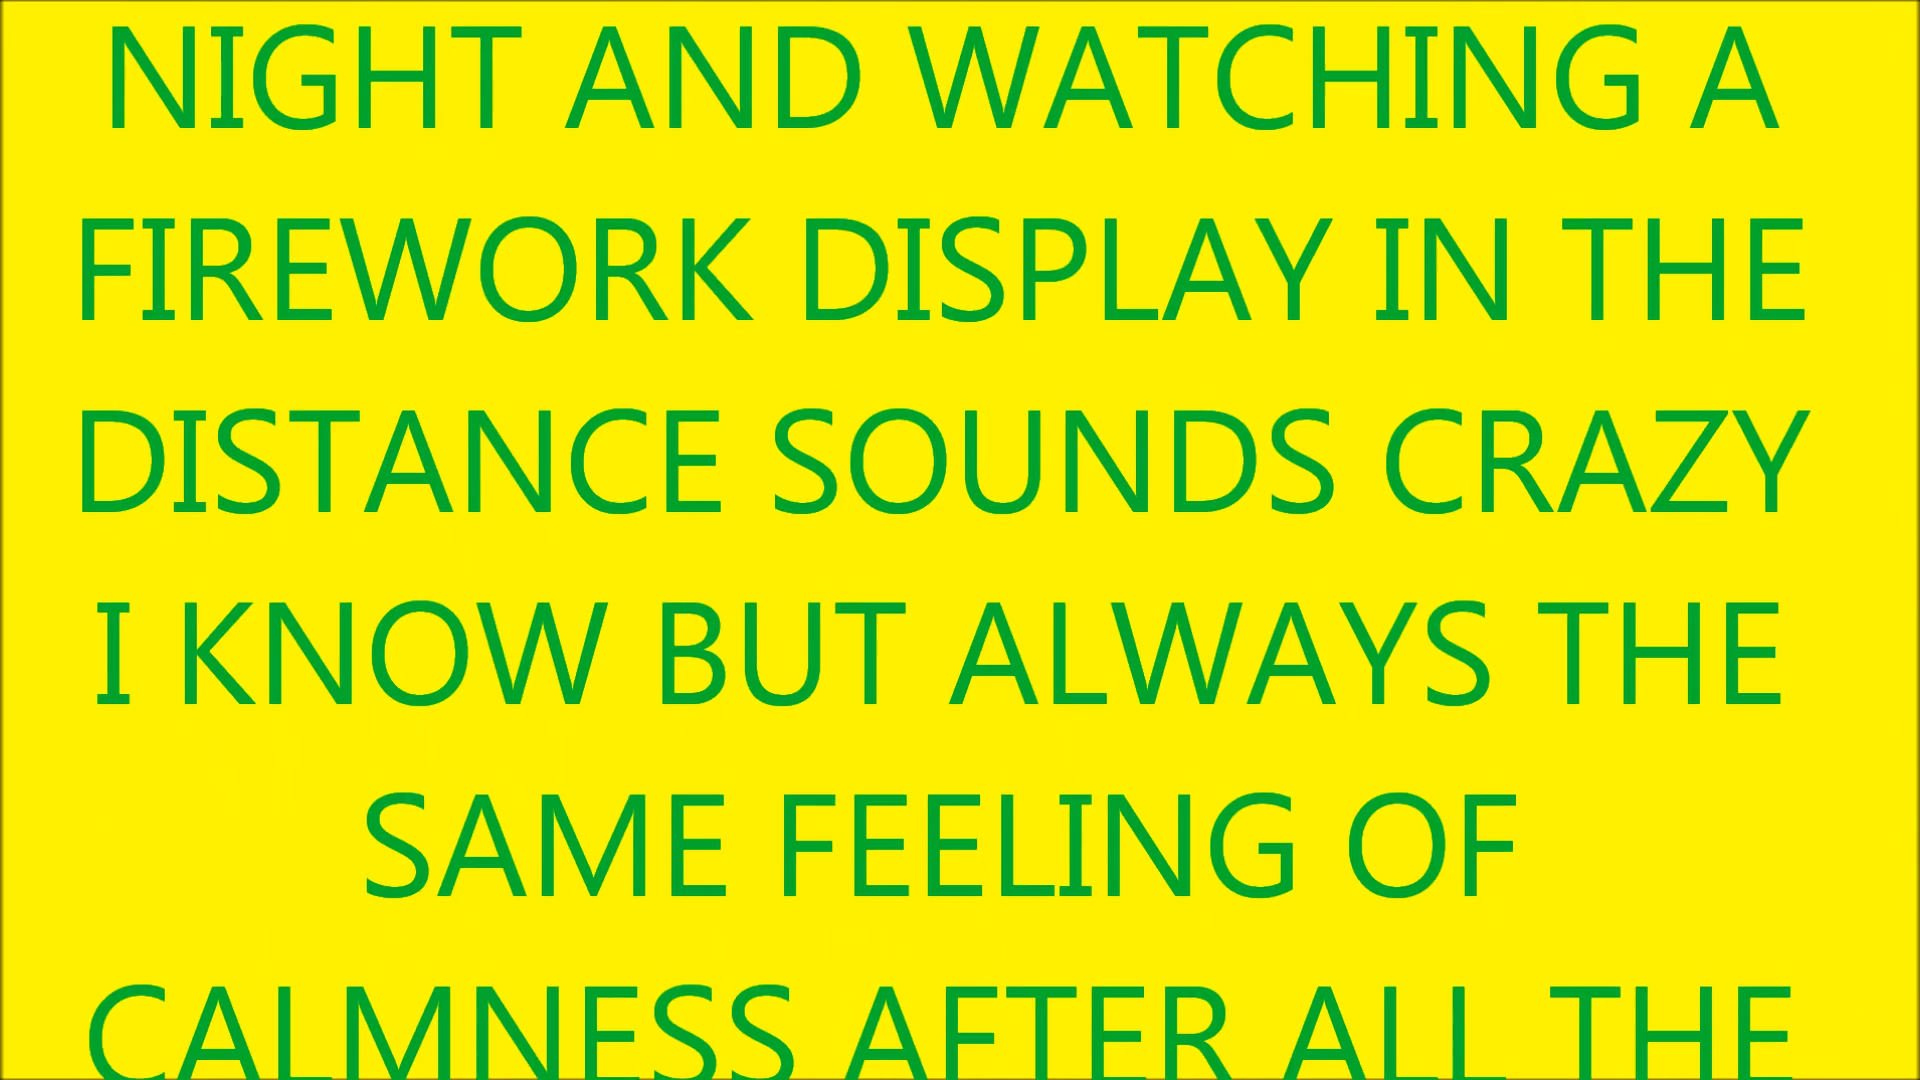 NIGHT AND WATCHING A
FIREWORK DISPLAY IN THE
DISTANCE SOUNDS CRAZY
I KNOW BUT ALWAYS THE
SAME FEELING OF
CALMNESS AFTER ALL THE